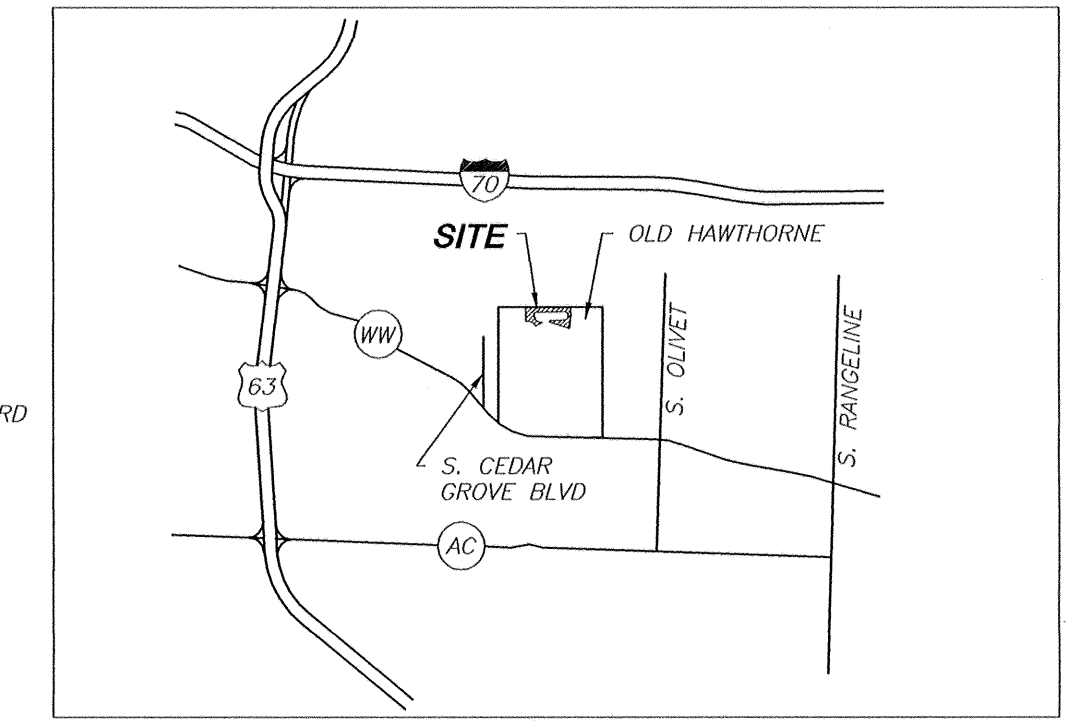 70
SITE
OLD HAWTHORNE
WW
S. OLIVET
S. RANGELINE
63
RD
S. CEDAR
GROVE BLVD
AC